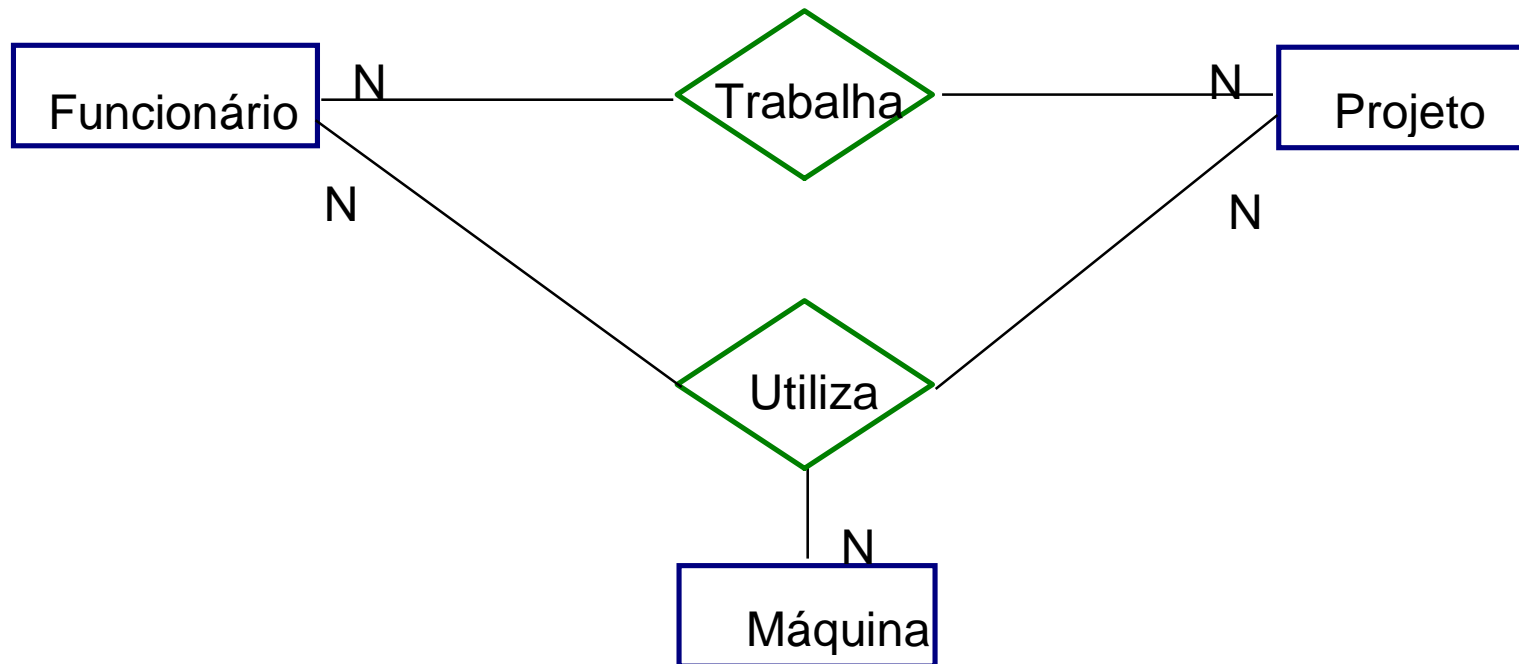 N
N
Trabalha
Funcionário
Projeto
N
N
Utiliza
N
Máquina